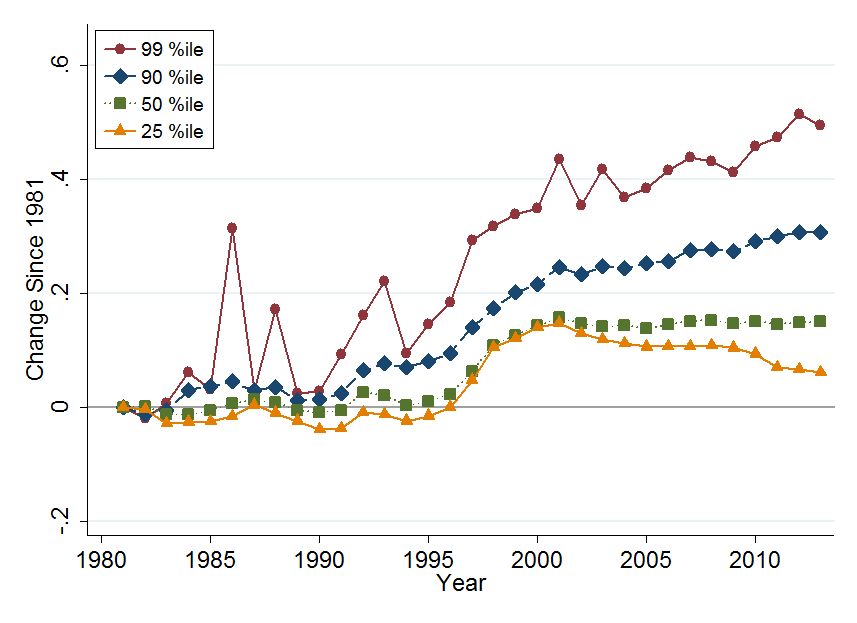 99 %ile
90 %ile
50 %ile
25 %ile
Change Since 1981
.6
.4
.2
0
-.2
1980 1985 1990 1995 2000 2005 2010
Year